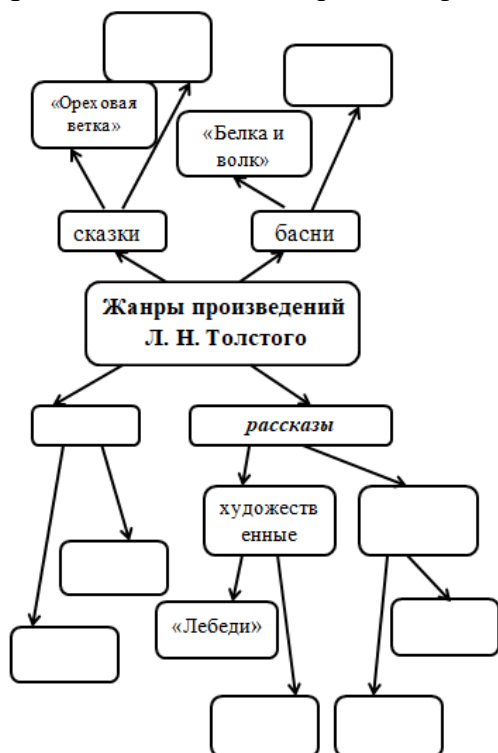 «Ореховая
ветка»
«Белка и
волк»
сказки
басни
Жанры произведений
Л. Н. Толстого
рассказы
художеств
енные
«Лебеди»